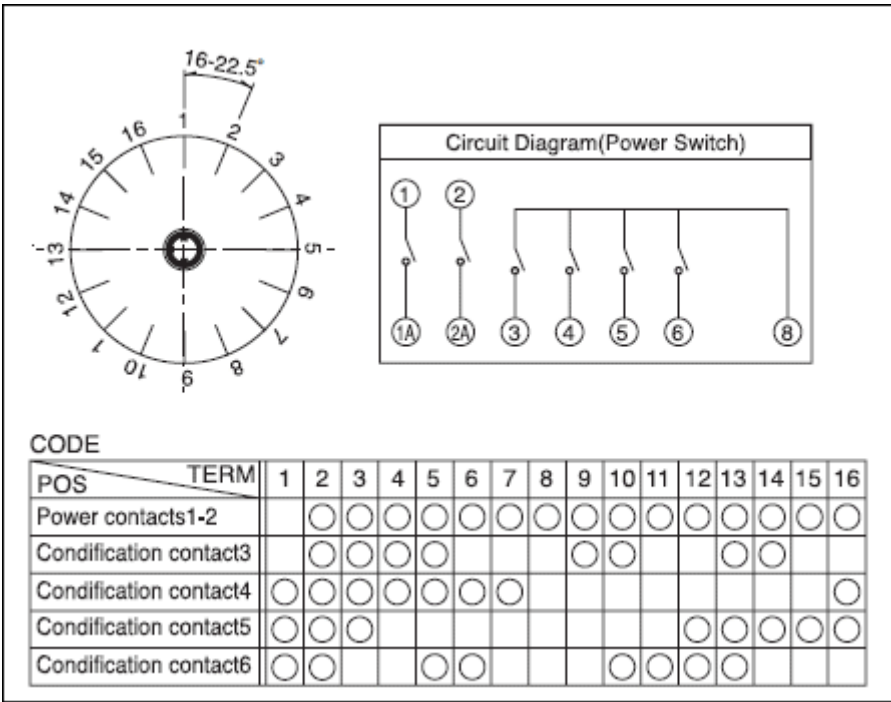 16-22.5°
1
2
3
4
5
6
7
8
9
10
1
12
13
14
15
16
Circuit Diagram(Power Switch)
1 2
1A 2A 3 4 5 6 8
CODE
POS TERM 1 2 3 4 5 6 7 8 9 10 11 12 13 14 15 16
Power contacts1-2
Condification contact3
Condification contact4
Condification contact5
Condification contact6